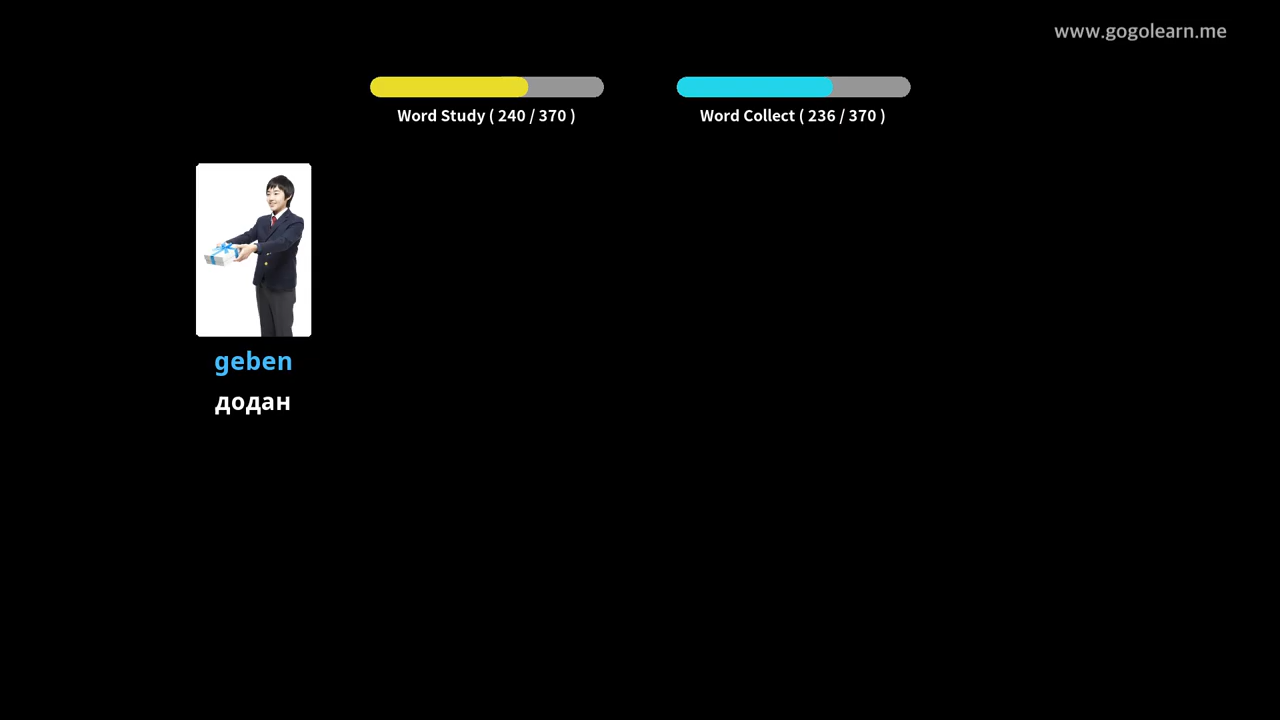 www.gogolearn.me
Word Study ( 240 / 370 )
Word Collect ( 236 / 370 )
geben
додан